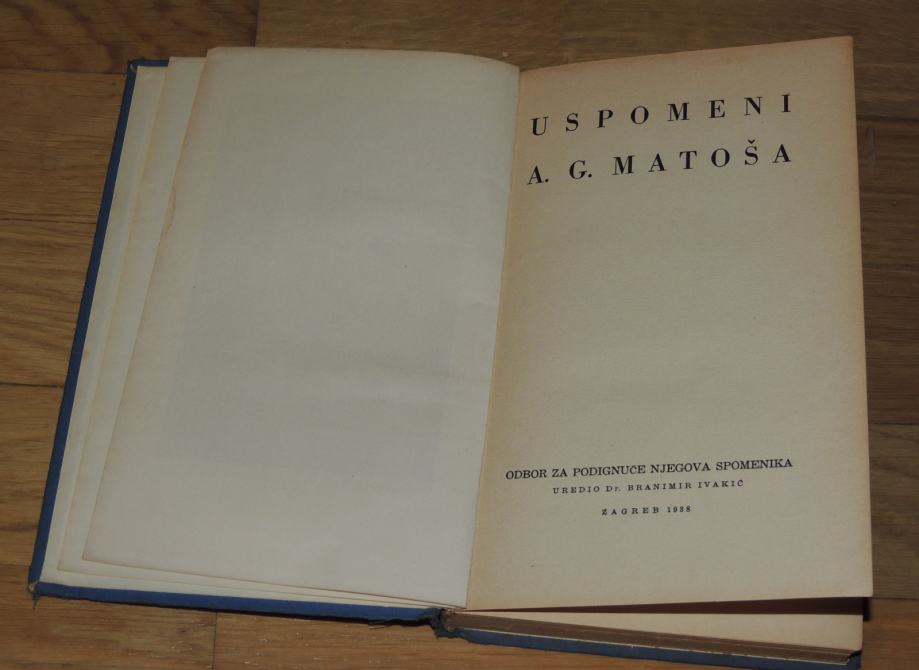 USPOMENI
A. G. MATOŠA
ODBOR ZA PODIGNUĆE NJEGOVA SPOMENIKA
UREDIO Dr. BRANIMIR IVAKIĆ
ZAGREB 1938